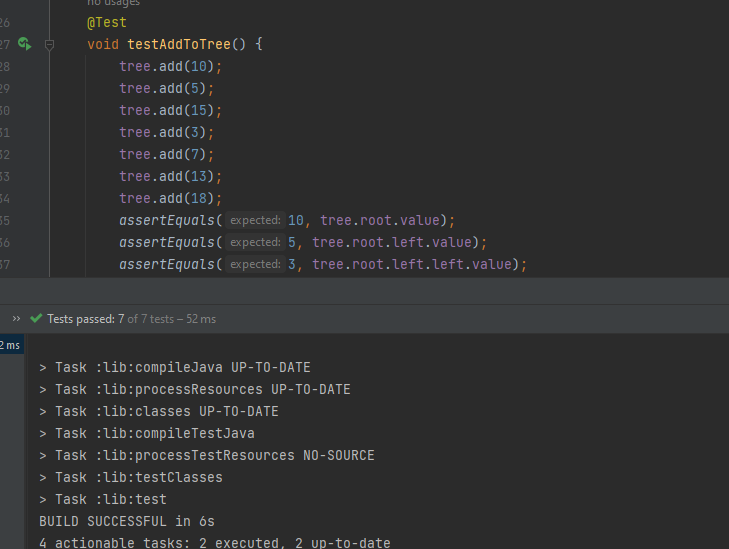 no usages
26 @Test
27 void testAddToTree() {
28 tree.add(10);
29 tree.add(5);
30 tree.add(15);
31 tree.add(3);
32 tree.add(7);
33 tree.add(13);
34 tree.add(18);
35 assertEquals( expected: 10, tree.root.value);
36 assertEquals( expected: 5, tree.root.left.value);
37 assertEquals( expected: 3, tree.root.left.left.value);
» Tests passed: 7 of 7 tests – 52 ms
2 ms
> Task :lib:compileJava UP-TO-DATE
> Task :lib:processResources UP-TO-DATE
> Task :lib:classes UP-TO-DATE
> Task :lib:compileTestJava
> Task :lib:processTestResources NO-SOURCE
> Task :lib:testClasses
> Task :lib:test
BUILD SUCCESSFUL in 6s
4 actionable tasks: 2 executed, 2 up-to-date